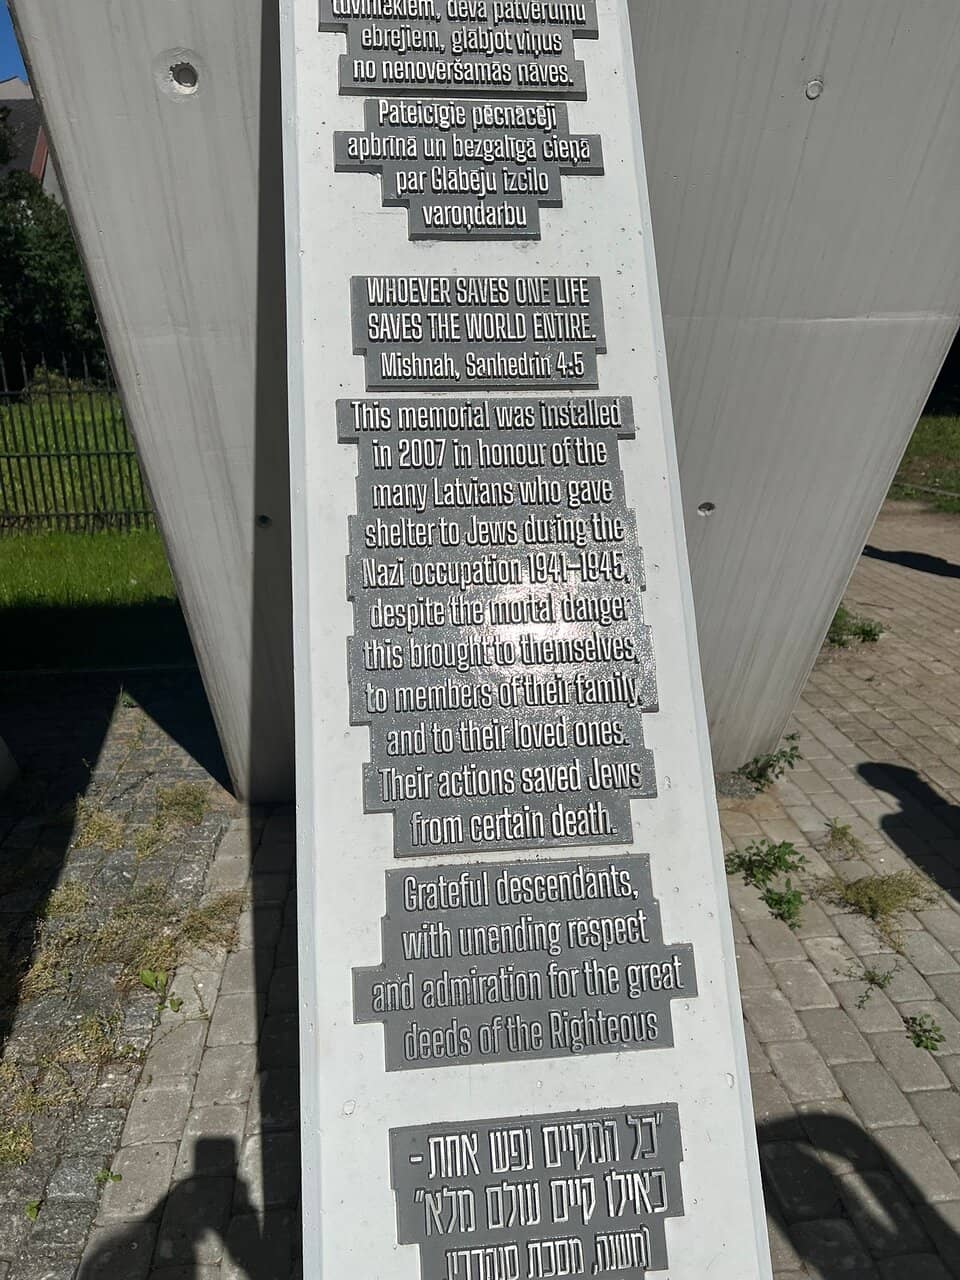 tuviniekiem, deva patvērumu
ebrejiem, glābjot viņus
no nenovēršamās nāves.
Pateicīgie pēcnācēji
apbrīnā un bezgalīgā cieņā
par Glābēju izcilo
varoņdarbu
WHOEVER SAVES ONE LIFE
SAVES THE WORLD ENTIRE.
Mishnah, Sanhedrin 4:5
This memorial was installed
in 2007 in honour of the
many Latvians who gave
shelter to Jews during the
Nazi occupation 1941–1945,
despite the mortal danger
this brought to themselves,
to members of their family,
and to their loved ones.
Their actions saved Jews
from certain death.
Grateful descendants,
with unending respect
and admiration for the great
deeds of the Righteous
"כל המקיים נפש אחת -
כאילו קיים עולם מלא"
(משנה, מסכת סנהדרין,